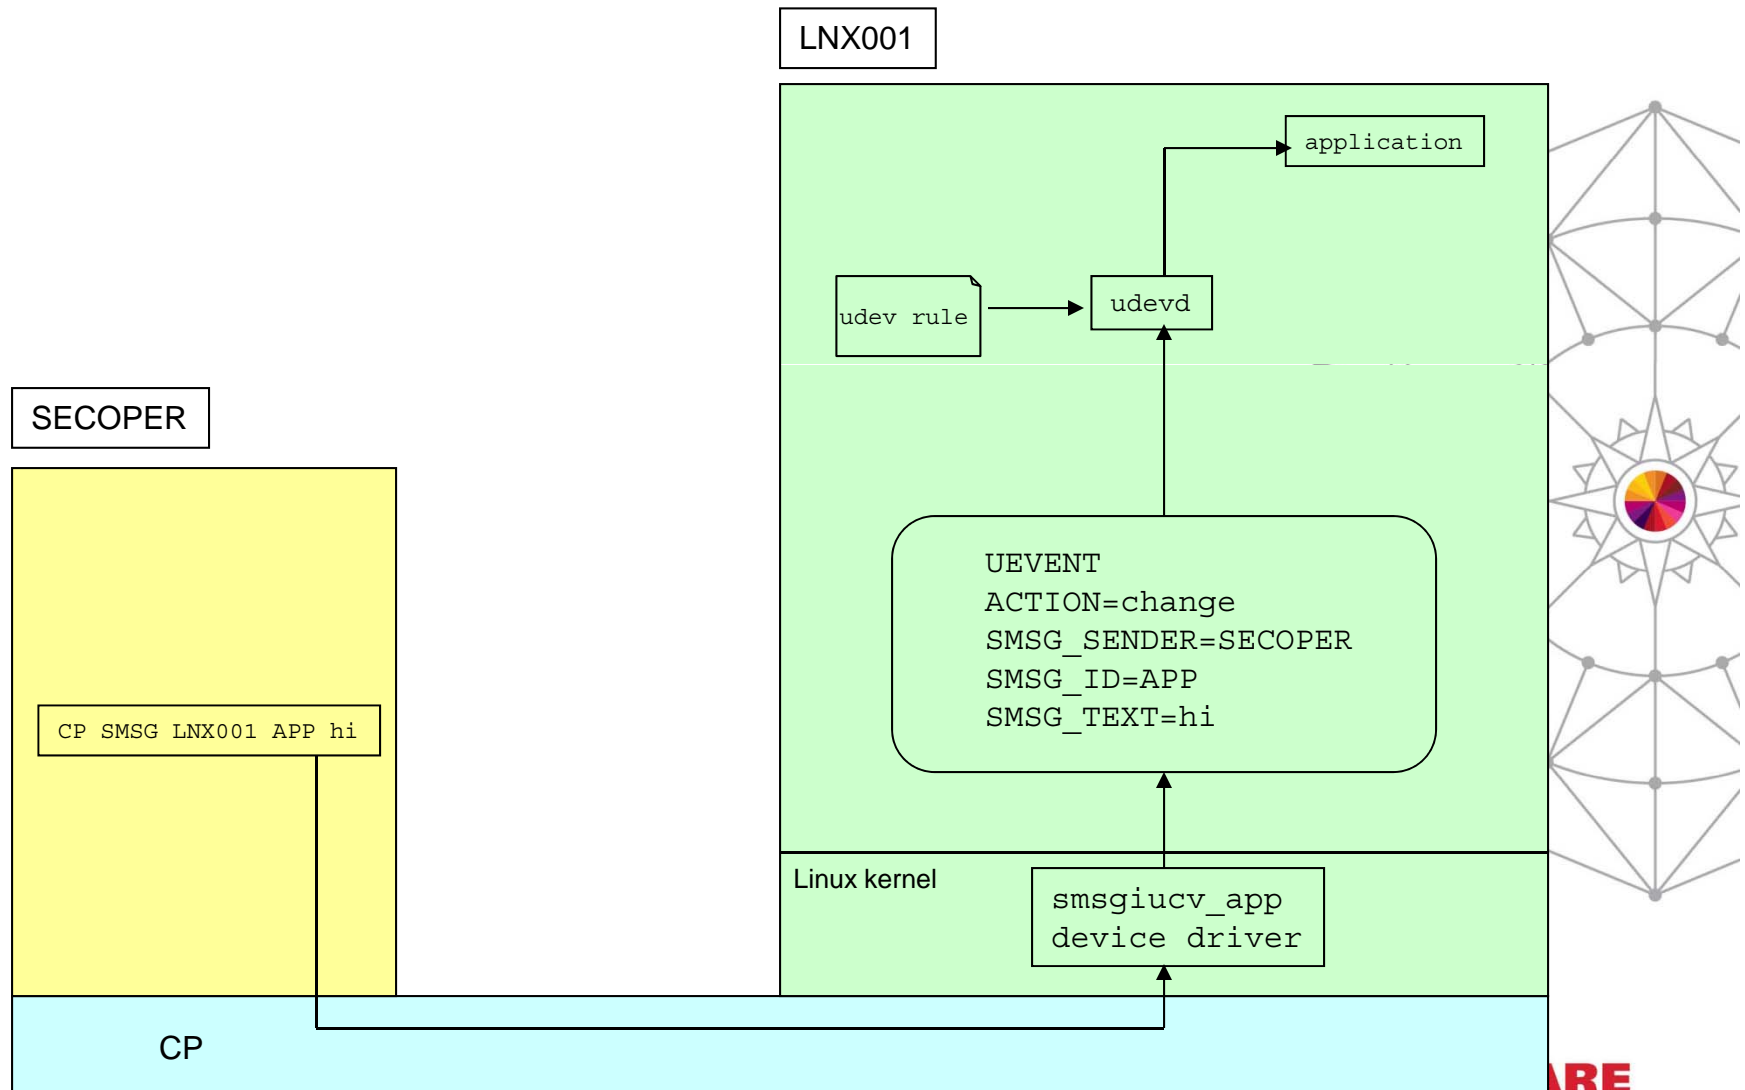 LNX001
application
udev rule
udevd
SECOPER
UEVENT
ACTION=change
SMSG_SENDER=SECOPER
SMSG_ID=APP
SMSG_TEXT=hi
CP SMSG LNX001 APP hi
Linux kernel
smsgiucv_app
device driver
CP